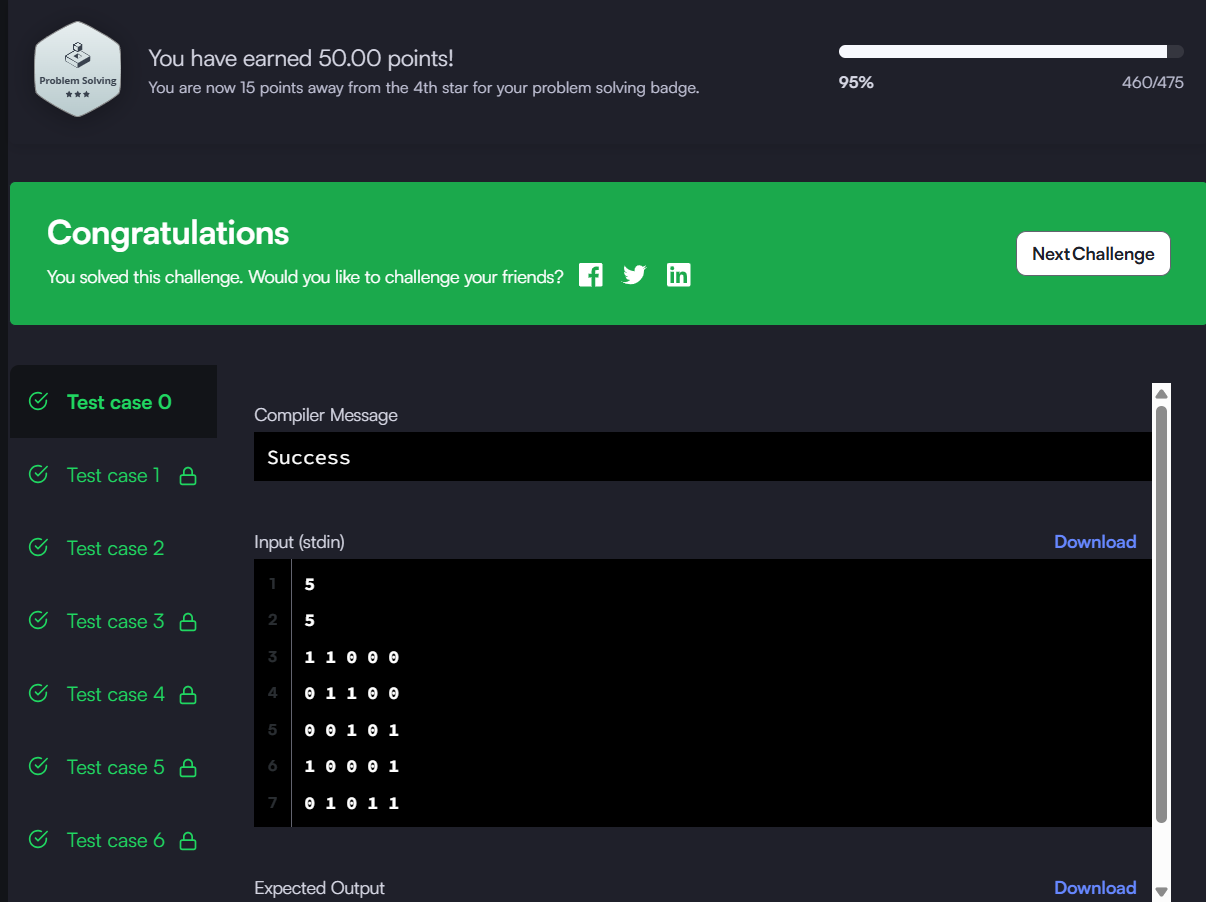 Problem Solving
You have earned 50.00 points!
You are now 15 points away from the 4th star for your problem solving badge.
95%
460/475
Congratulations
You solved this challenge. Would you like to challenge your friends?
Next Challenge
Test case 0
Test case 1
Test case 2
Test case 3
Test case 4
Test case 5
Test case 6
Compiler Message
Success
Input (stdin)
Download
1 5
2 5
3 1 1 0 0 0
4 0 1 1 0 0
5 0 0 1 0 1
6 1 0 0 0 1
7 0 1 0 1 1
Expected Output
Download